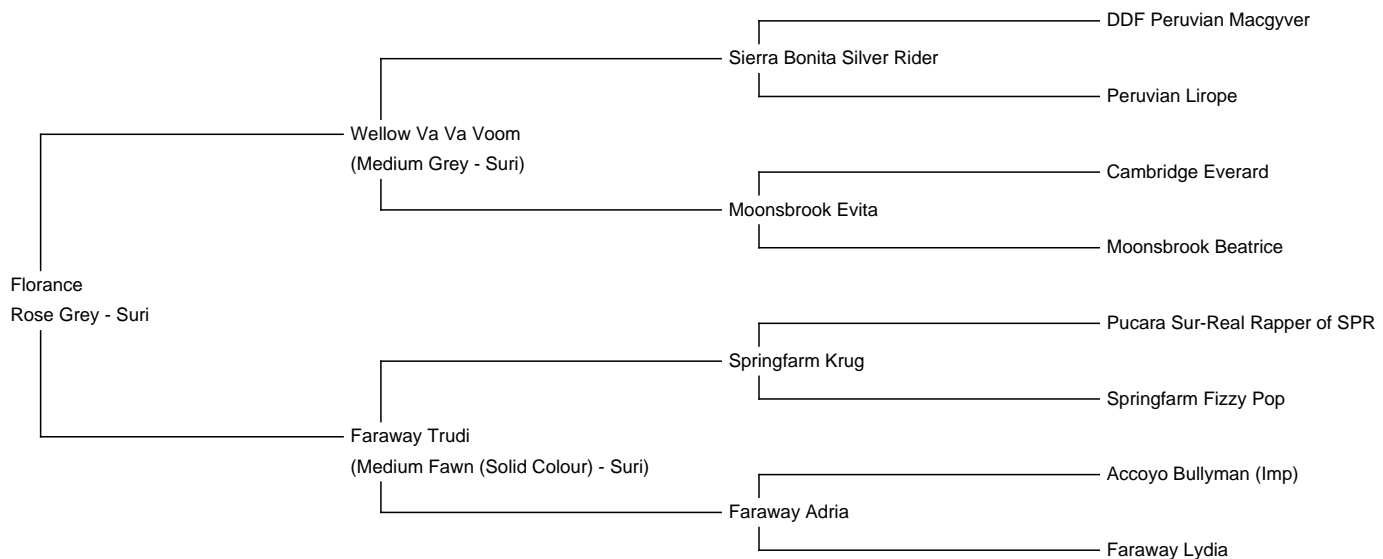 DDF Peruvian Macgyver
Sierra Bonita Silver Rider
Peruvian Lirope
Wellow Va Va Voom
(Medium Grey - Suri)
Cambridge Everard
Moonsbrook Evita
Moonsbrook Beatrice
Florance
Rose Grey - Suri
Pucara Sur-Real Rapper of SPR
Springfarm Krug
Springfarm Fizzy Pop
Faraway Trudi
(Medium Fawn (Solid Colour) - Suri)
Accoyo Bullyman (Imp)
Faraway Adria
Faraway Lydia